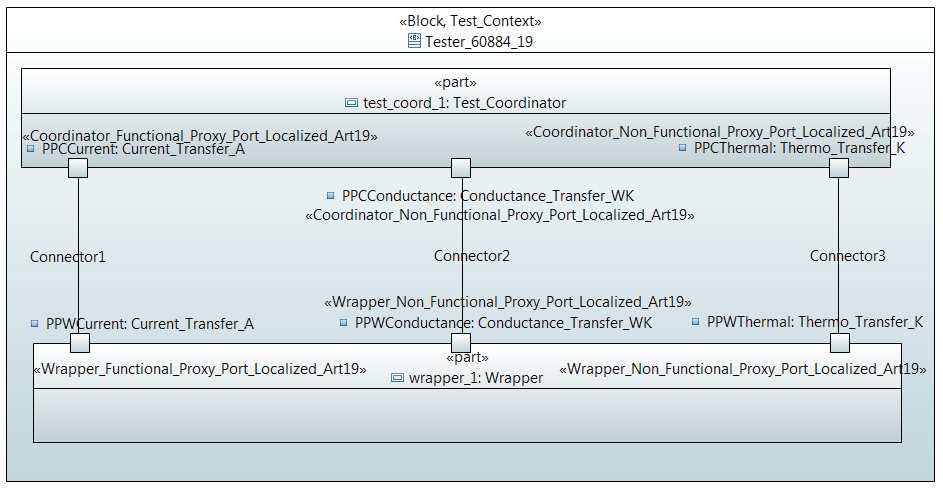 «Block, Test_Context»
Tester_60884_19
«part»
test_coord_1: Test_Coordinator
«Coordinator_Functional_Proxy_Port_Localized_Art19»
PPCCurrent: Current_Transfer_A
«Coordinator_Non_Functional_Proxy_Port_Localized_Art19»
PPCThermal: Thermo_Transfer_K
PPCConductance: Conductance_Transfer_WK
«Coordinator_Non_Functional_Proxy_Port_Localized_Art19»
Connector1
Connector2
Connector3
«Wrapper_Non_Functional_Proxy_Port_Localized_Art19»
PPWCurrent: Current_Transfer_A
PPWConductance: Conductance_Transfer_WK
PPWThermal: Thermo_Transfer_K
«part»
«Wrapper_Functional_Proxy_Port_Localized_Art19»
wrapper_1: Wrapper
«Wrapper_Non_Functional_Proxy_Port_Localized_Art19»